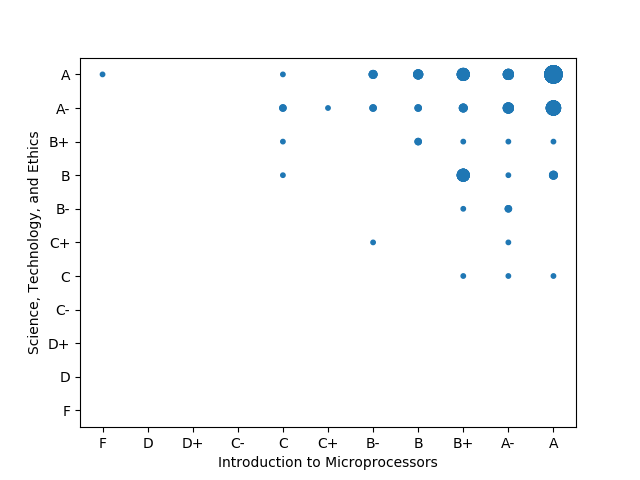 Science, Technology, and Ethics
A
A-
B+
B
B-
C+
C
C-
D+
D
F
F D D+ C- C C+ B- B B+ A- A
Introduction to Microprocessors